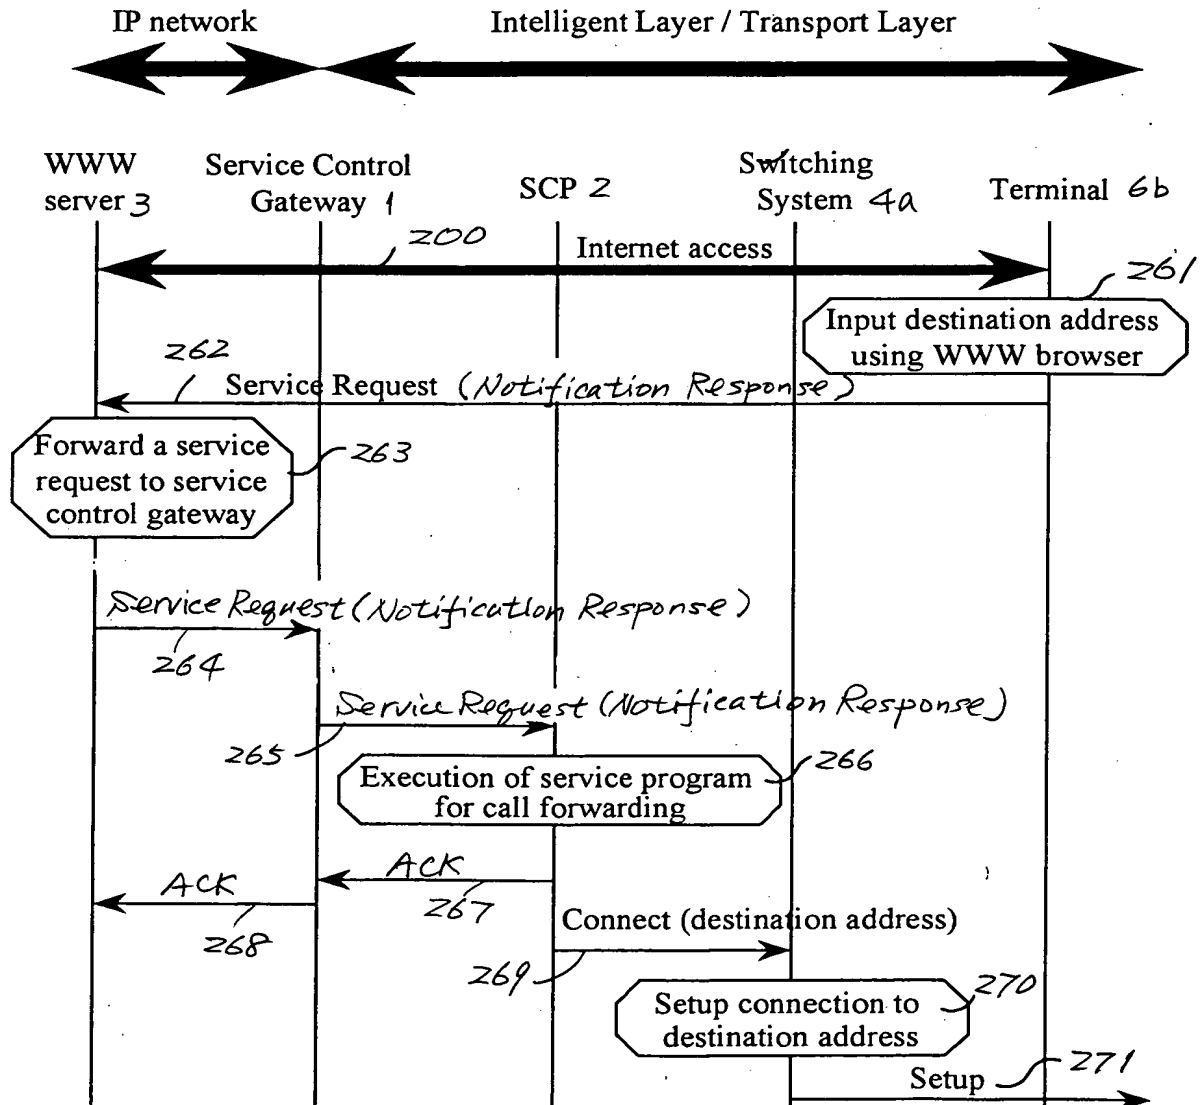 IP network
Intelligent Layer / Transport Layer
WWW
server 3
Service Control
Gateway 1
SCP 2
Switching
System 4a
Terminal 6b
200
Internet access
261
Input destination address
using WWW browser
262
Service Request (Notification Response)
Forward a service
request to service
control gateway
263
Service Request (Notification Response)
264
Service Request (Notification Response)
265
Execution of service program
for call forwarding
266
ACK
267
ACK
268
Connect (destination address)
269
Setup connection to
destination address
270
Setup
271